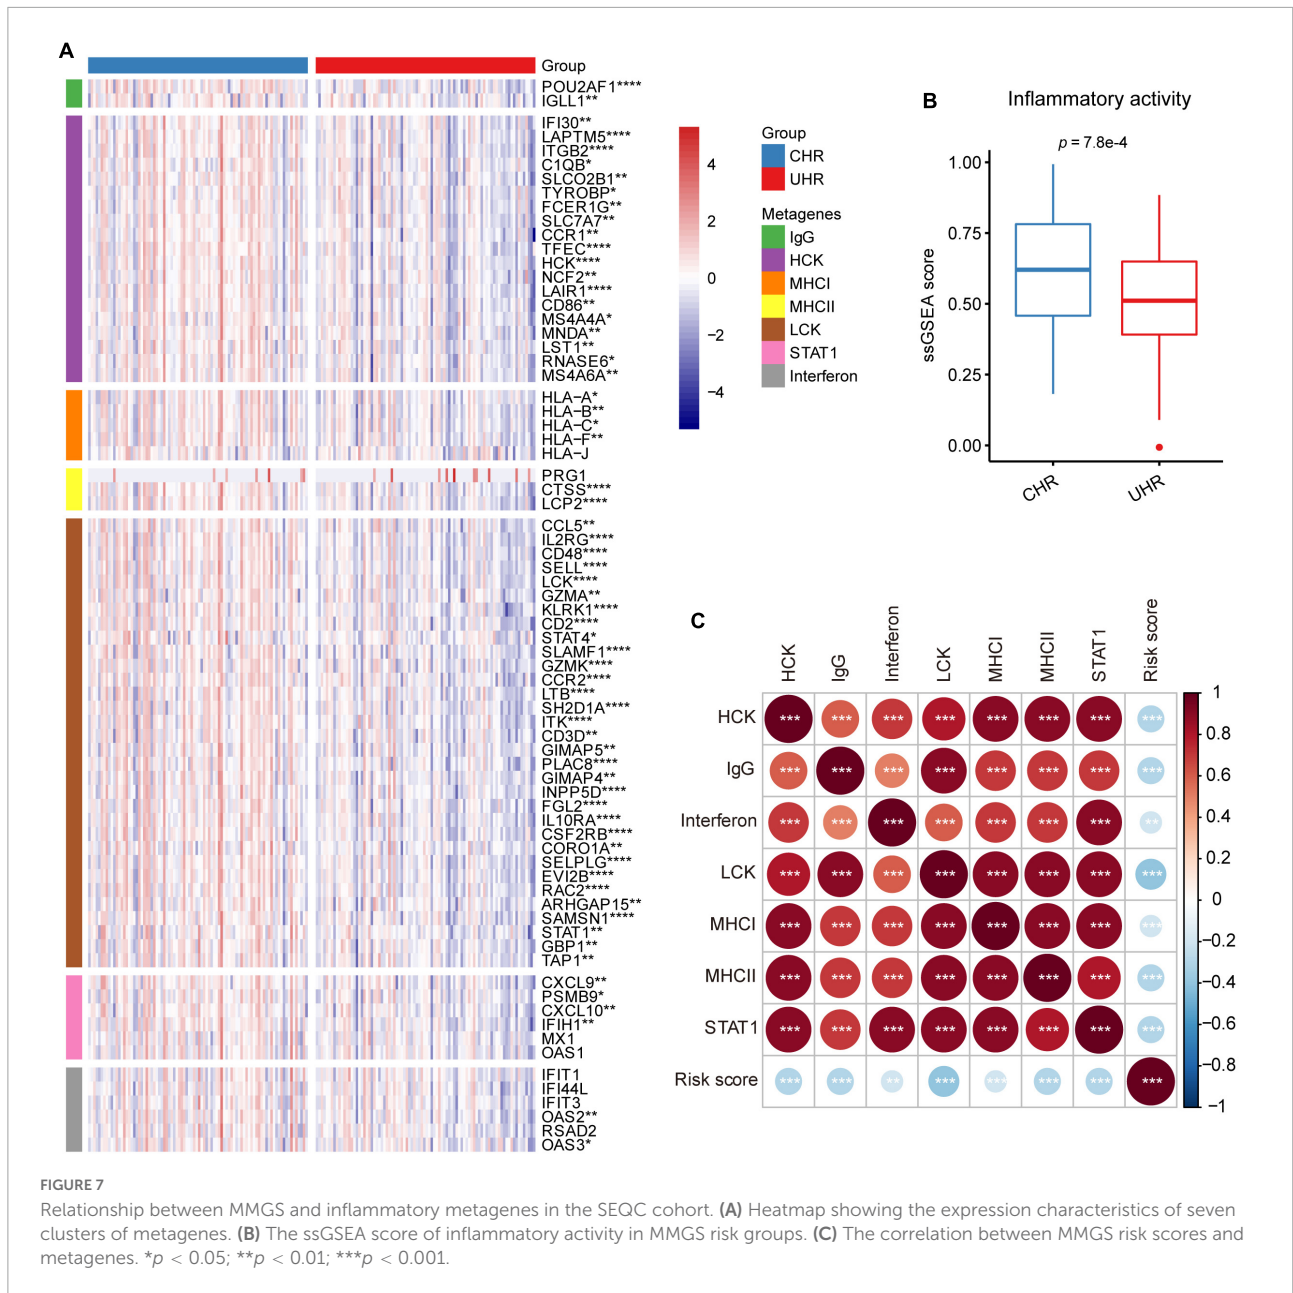 A
Group
POU2AF1****
IGLL1**
IFI30**
LAPTM5****
ITGB2****
C1QB*
SLCO2B1**
TYROBP*
FCER1G**
SLC7A7**
CCR1**
TFEC****
HCK****
NCF2**
LAIR1****
CD86**
MS4A4A*
MNDA**
LST1**
RNASE6*
MS4A6A**
HLA−A*
HLA−B**
HLA−C*
HLA−F**
HLA−J
PRG1
CTSS****
LCP2****
CCL5**
IL2RG****
CD48****
SELL****
LCK****
GZMA**
KLRK1****
CD2****
STAT4*
SLAMF1****
GZMK****
CCR2****
LTB****
SH2D1A****
ITK****
CD3D**
GIMAP5**
PLAC8****
GIMAP4**
INPP5D****
FGL2****
IL10RA****
CSF2RB****
CORO1A**
SELPLG****
EVI2B****
RAC2****
ARHGAP15**
SAMSN1****
STAT1**
GBP1**
TAP1**
CXCL9**
PSMB9*
CXCL10**
IFIH1**
MX1
OAS1
IFIT1
IFI44L
IFIT3
OAS2**
RSAD2
OAS3*
4
2
0
−2
−4
Group
CHR
UHR
Metagenes
IgG
HCK
MHCI
MHCII
LCK
STAT1
Interferon
B
Inflammatory activity
p = 7.8e-4
ssGSEA score
1.00
0.75
0.50
0.25
0.00
CHR
UHR
C
HCK
IgG
Interferon
LCK
MHCI
MHCII
STAT1
Risk score
HCK *** *** *** *** *** *** *** ***
IgG *** *** *** *** *** *** *** ***
Interferon *** *** *** *** *** *** *** **
LCK *** *** *** *** *** *** *** ***
MHCI *** *** *** *** *** *** *** ***
MHCII *** *** *** *** *** *** *** ***
STAT1 *** *** *** *** *** *** *** ***
Risk score *** *** ** *** *** *** *** ***
1
0.8
0.6
0.4
0.2
0
−0.2
−0.4
−0.6
−0.8
−1
FIGURE 7
Relationship between MMGS and inflammatory metagenes in the SEQC cohort. (A) Heatmap showing the expression characteristics of seven
clusters of metagenes. (B) The ssGSEA score of inflammatory activity in MMGS risk groups. (C) The correlation between MMGS risk scores and
metagenes. *p < 0.05; **p < 0.01; ***p < 0.001.